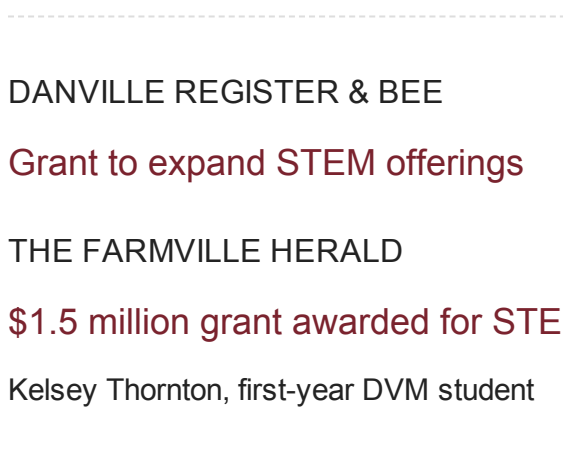 DANVILLE REGISTER & BEE
Grant to expand STEM offerings
THE FARMVILLE HERALD
$1.5 million grant awarded for STE
Kelsey Thornton, first-year DVM student